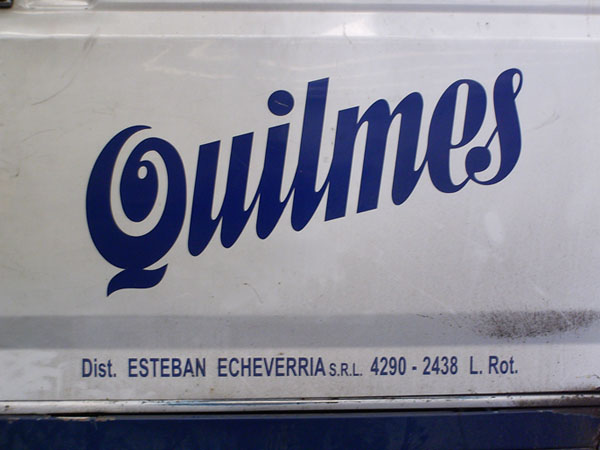 Quilmes
Dist. ESTEBAN ECHEVERRIA S.R.L. 4290 - 2438 L. Rot.